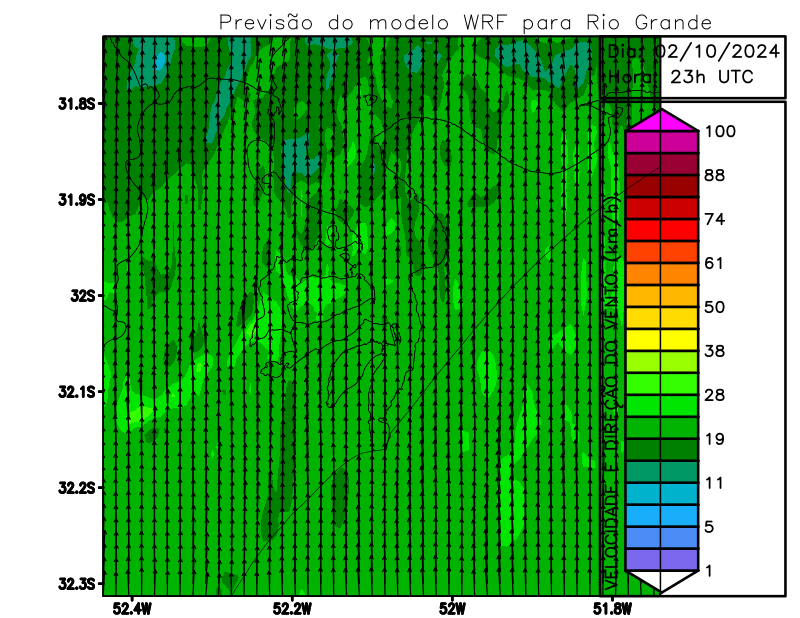 Previsão do modelo WRF para Rio Grande
Dia: 02/10/2024
Hora: 23h UTC
31.8S
31.9S
32S
32.1S
32.2S
32.3S
52.4W
52.2W
52W
51.8W
VELOCIDADE E DIREÇÃO DO VENTO (km/h)
100
88
74
61
50
38
28
19
11
5
1